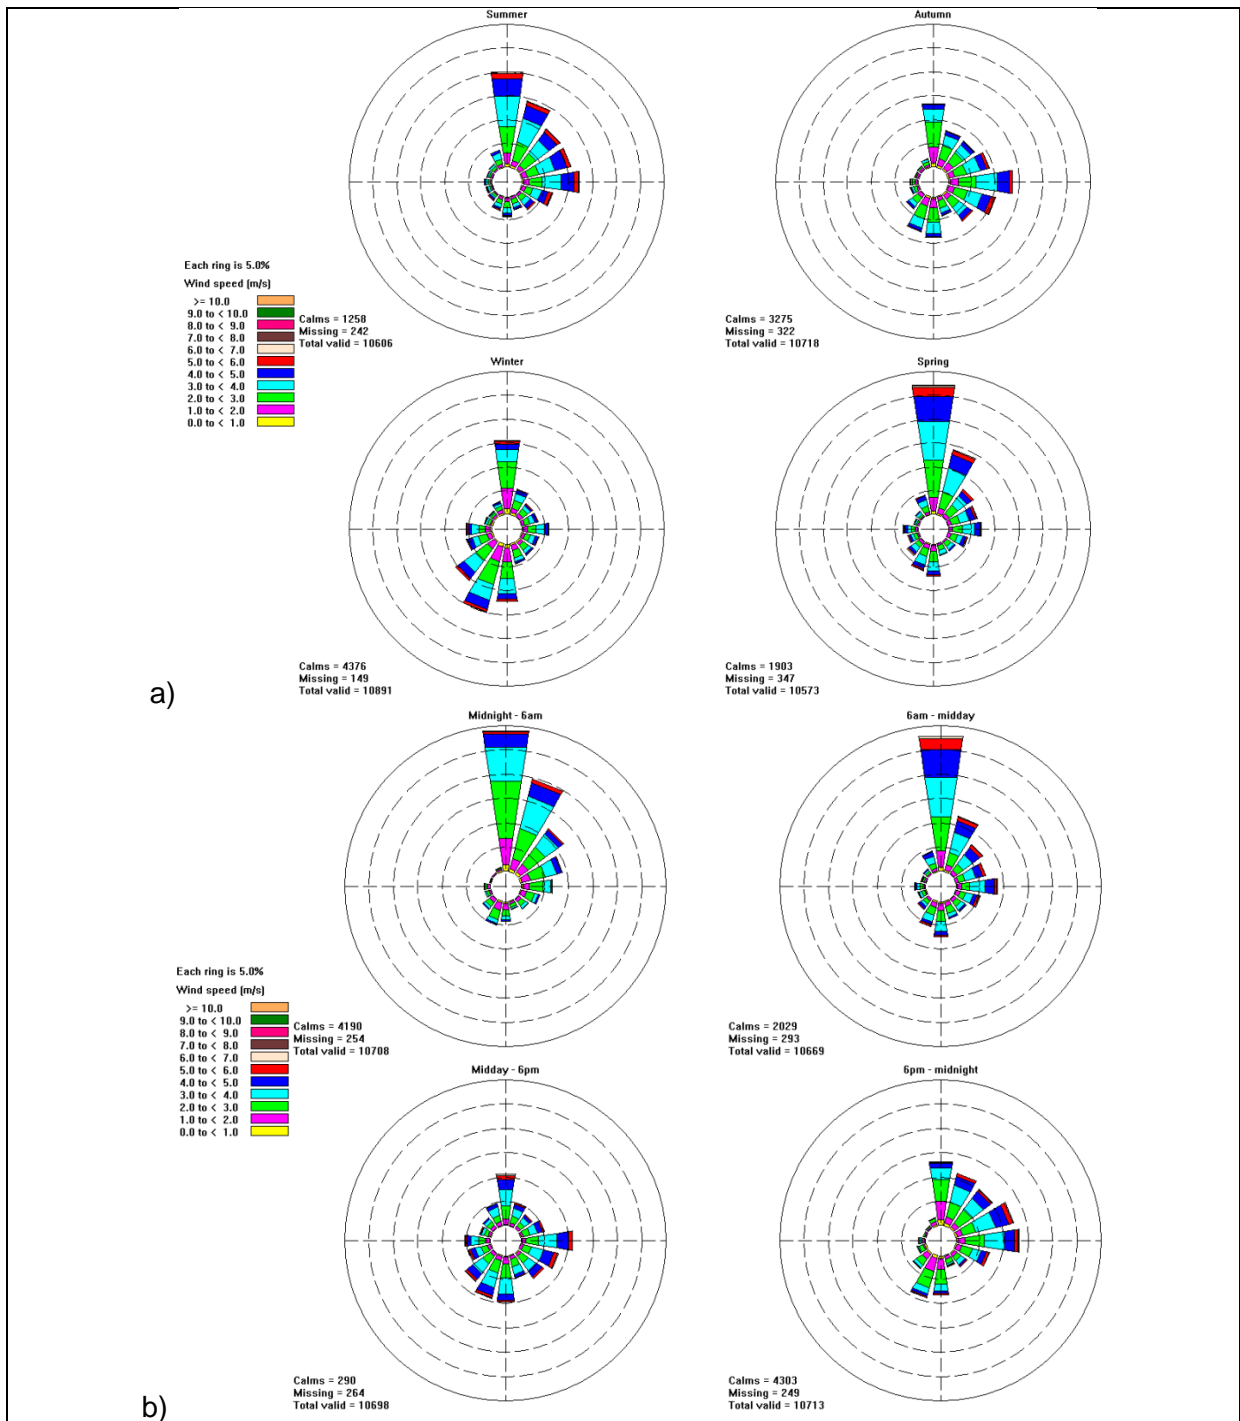 Summer
Autumn
Each ring is 5.0%
Wind speed (m/s)
>= 10.0
9.0 to < 10.0
8.0 to < 9.0
7.0 to < 8.0
6.0 to < 7.0
5.0 to < 6.0
4.0 to < 5.0
3.0 to < 4.0
2.0 to < 3.0
1.0 to < 2.0
0.0 to < 1.0
Calms = 1258
Missing = 242
Total valid = 10606
Calms = 3275
Missing = 322
Total valid = 10718
Winter
Spring
Calms = 4376
Missing = 149
Total valid = 10891
Calms = 1903
Missing = 347
Total valid = 10573
a)
Midnight - 6am
6am - midday
Each ring is 5.0%
Wind speed (m/s)
>= 10.0
9.0 to < 10.0
8.0 to < 9.0
7.0 to < 8.0
6.0 to < 7.0
5.0 to < 6.0
4.0 to < 5.0
3.0 to < 4.0
2.0 to < 3.0
1.0 to < 2.0
0.0 to < 1.0
Calms = 4190
Missing = 254
Total valid = 10708
Calms = 2029
Missing = 293
Total valid = 10669
Midday - 6pm
6pm - midnight
Calms = 290
Missing = 264
Total valid = 10698
Calms = 4303
Missing = 249
Total valid = 10713
b)